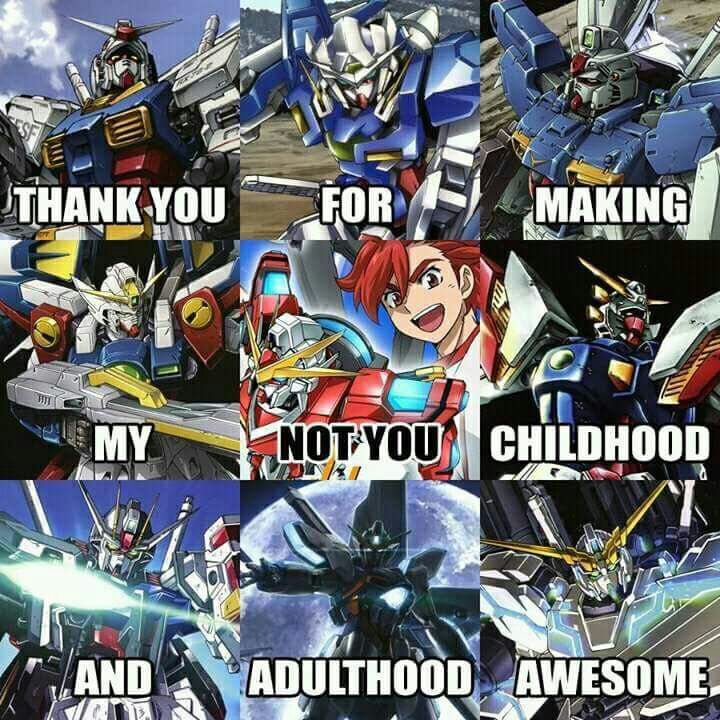 THANK YOU
FOR
MAKING
MY
NOT YOU
CHILDHOOD
AND
ADULTHOOD
AWESOME